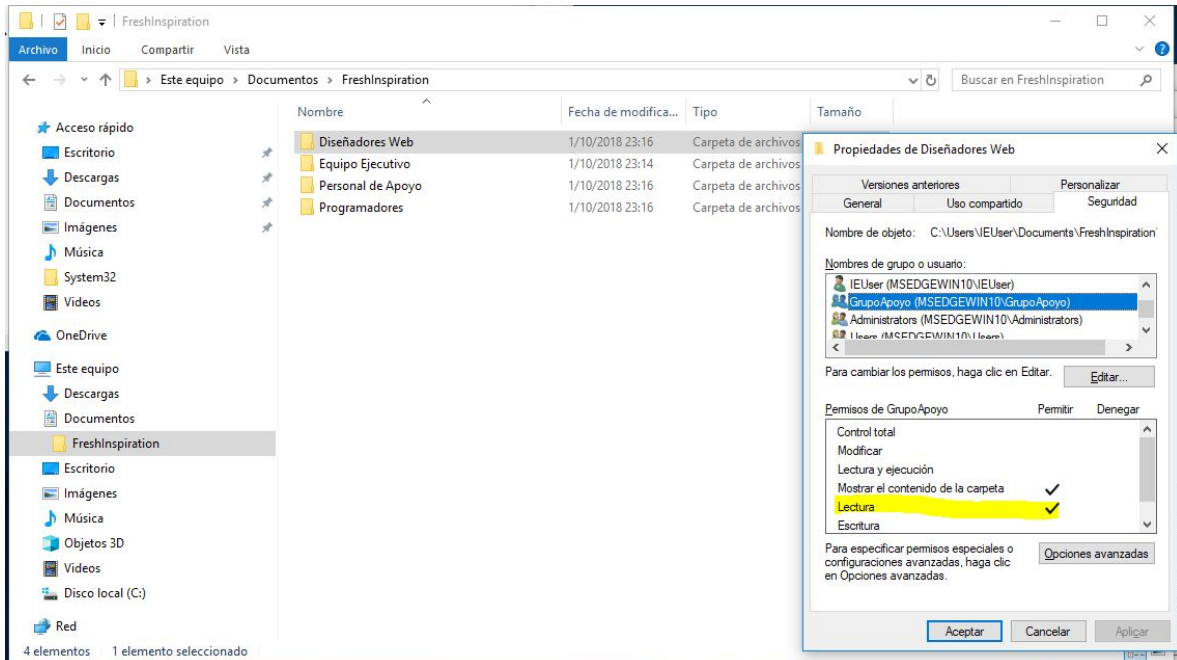 FreshInspiration
Archivo Inicio Compartir Vista
Este equipo > Documentos > FreshInspiration
Buscar en FreshInspiration
Acceso rápido
Escritorio
Descargas
Documentos
Imágenes
Música
System32
Videos
OneDrive
Este equipo
Descargas
Documentos
FreshInspiration
Escritorio
Imágenes
Música
Objetos 3D
Videos
Disco local (C:)
Red
Nombre Fecha de modifica... Tipo Tamaño
Diseñadores Web 1/10/2018 23:16 Carpeta de archivos
Equipo Ejecutivo 1/10/2018 23:14 Carpeta de archivos
Personal de Apoyo 1/10/2018 23:16 Carpeta de archivos
Programadores 1/10/2018 23:16 Carpeta de archivos
Propiedades de Diseñadores Web
Versiones anteriores Personalizar
General Uso compartido Seguridad
Nombre de objeto: C:\Users\IEUser\Documents\FreshInspiration
Nombres de grupo o usuario:
IEUser (MSEDGEWIN10\IEUser)
GrupoApoyo (MSEDGEWIN10\GrupoApoyo)
Administrators (MSEDGEWIN10\Administrators)
Users (MSEDGEWIN10\Users)
Para cambiar los permisos, haga clic en Editar.
Editar...
Permisos de GrupoApoyo Permitir Denegar
Control total
Modificar
Lectura y ejecución
Mostrar el contenido de la carpeta
Lectura
Escritura
Para especificar permisos especiales o
configuraciones avanzadas, haga clic
en Opciones avanzadas.
Opciones avanzadas
Aceptar Cancelar Aplicar
4 elementos 1 elemento seleccionado